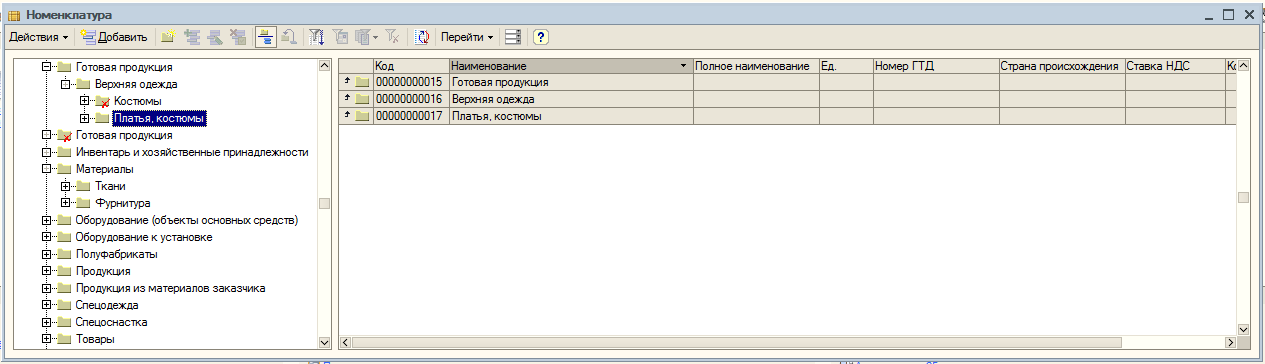 Номенклатура
Действия Добавить Перейти
Готовая продукция
Верхняя одежда
Костюмы
Платья, костюмы
Готовая продукция
Инвентарь и хозяйственные принадлежности
Материалы
Ткани
Фурнитура
Оборудование (объекты основных средств)
Оборудование к установке
Полуфабрикаты
Продукция
Продукция из материалов заказчика
Спецодежда
Спецоснастка
Товары
Код Наименование Полное наименование Ед. Номер ГТД Страна происхождения Ставка НДС
00000000015 Готовая продукция
00000000016 Верхняя одежда
00000000017 Платья, костюмы